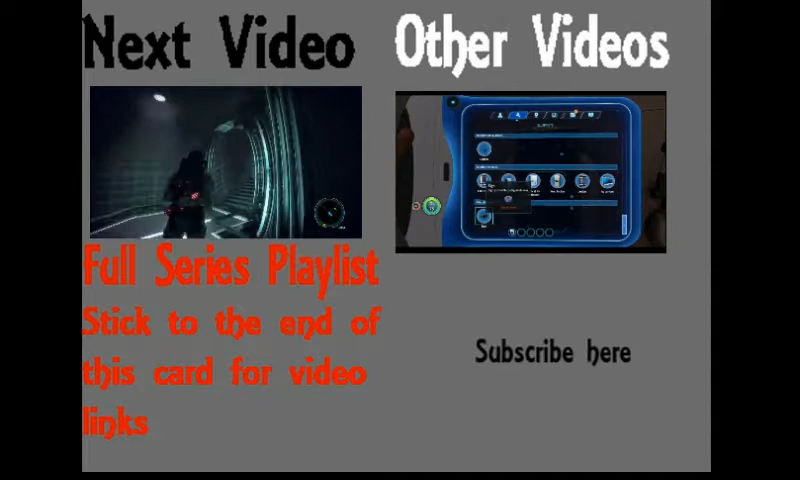 Next Video
Other Videos
Full Series Playlist
Stick to the end of
this card for video
links
Subscribe here